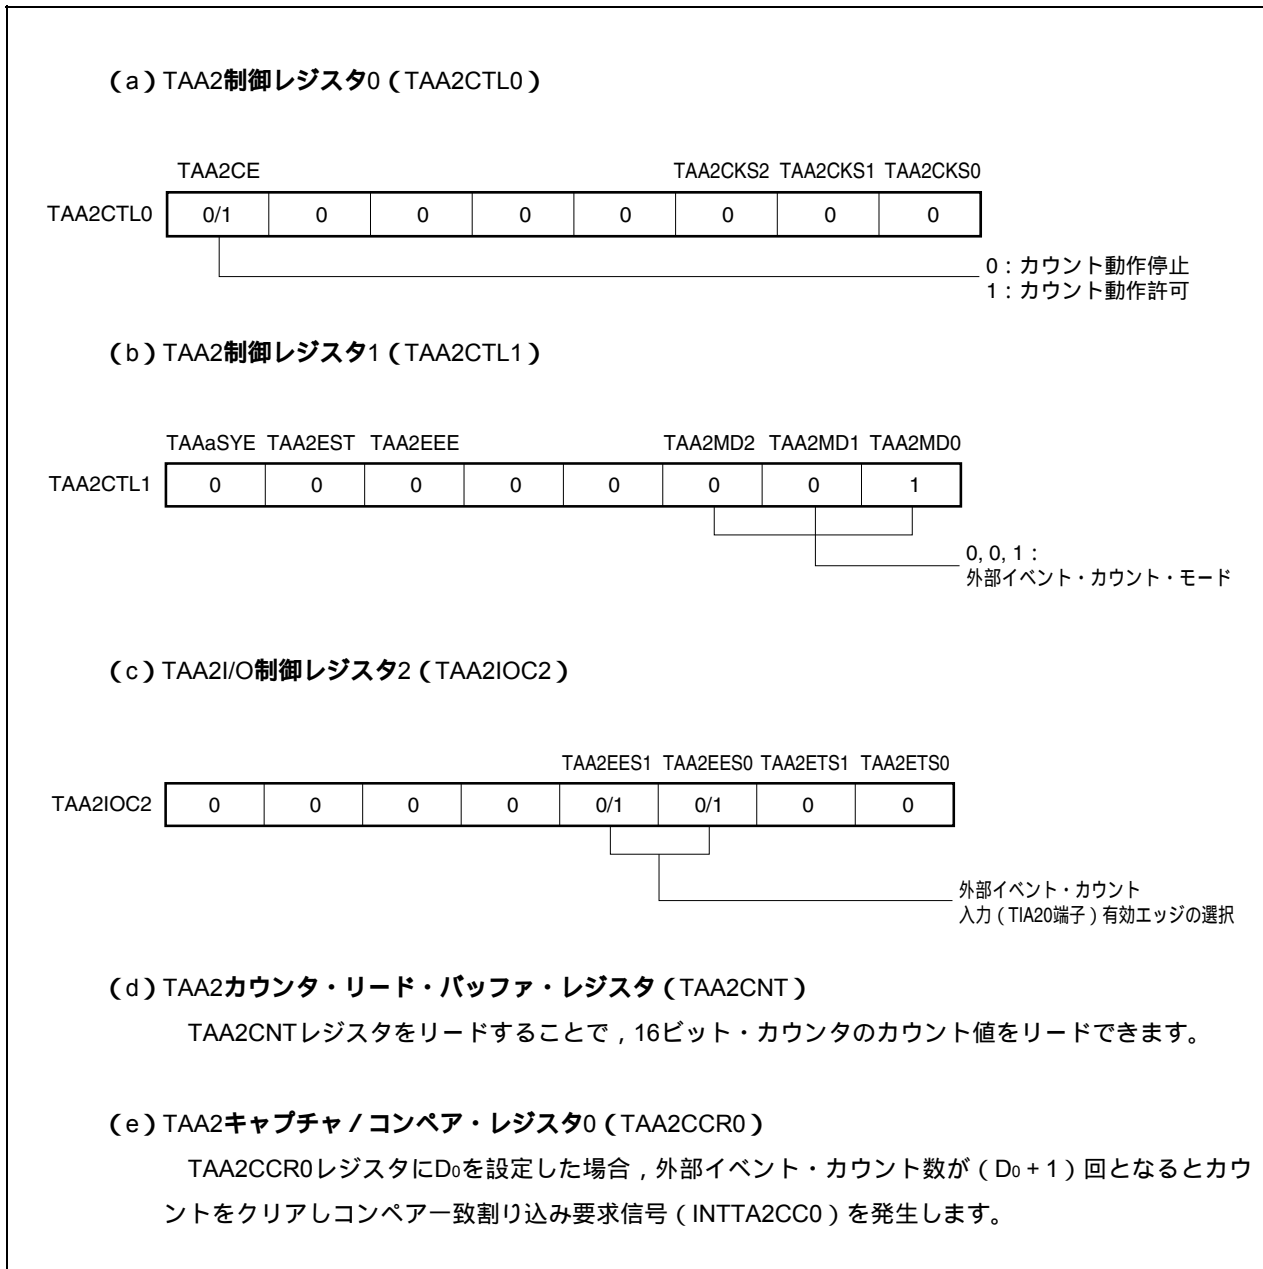 (a) TAA2制御レジスタ0 (TAA2CTL0)
TAA2CE TAA2CKS2 TAA2CKS1 TAA2CKS0
TAA2CTL0 0/1 0 0 0 0 0 0 0
0：カウント動作停止
1：カウント動作許可
(b) TAA2制御レジスタ1 (TAA2CTL1)
TAAaSYE TAA2EST TAA2EEE TAA2MD2 TAA2MD1 TAA2MD0
TAA2CTL1 0 0 0 0 0 0 0 1
0, 0, 1：
外部イベント・カウント・モード
(c) TAA2I/O制御レジスタ2 (TAA2IOC2)
TAA2EES1 TAA2EES0 TAA2ETS1 TAA2ETS0
TAA2IOC2 0 0 0 0 0/1 0/1 0 0
外部イベント・カウント
入力 (TIA20端子) 有効エッジの選択
(d) TAA2カウンタ・リード・バッファ・レジスタ (TAA2CNT)
TAA2CNTレジスタをリードすることで，16ビット・カウンタのカウント値をリードできます。
(e) TAA2キャプチャ／コンペア・レジスタ0 (TAA2CCR0)
TAA2CCR0レジスタにD₀を設定した場合，外部イベント・カウント数が (D₀ + 1) 回となるとカウ
ントをクリアしコンペア一致割り込み要求信号 (INTTA2CC0) を発生します。